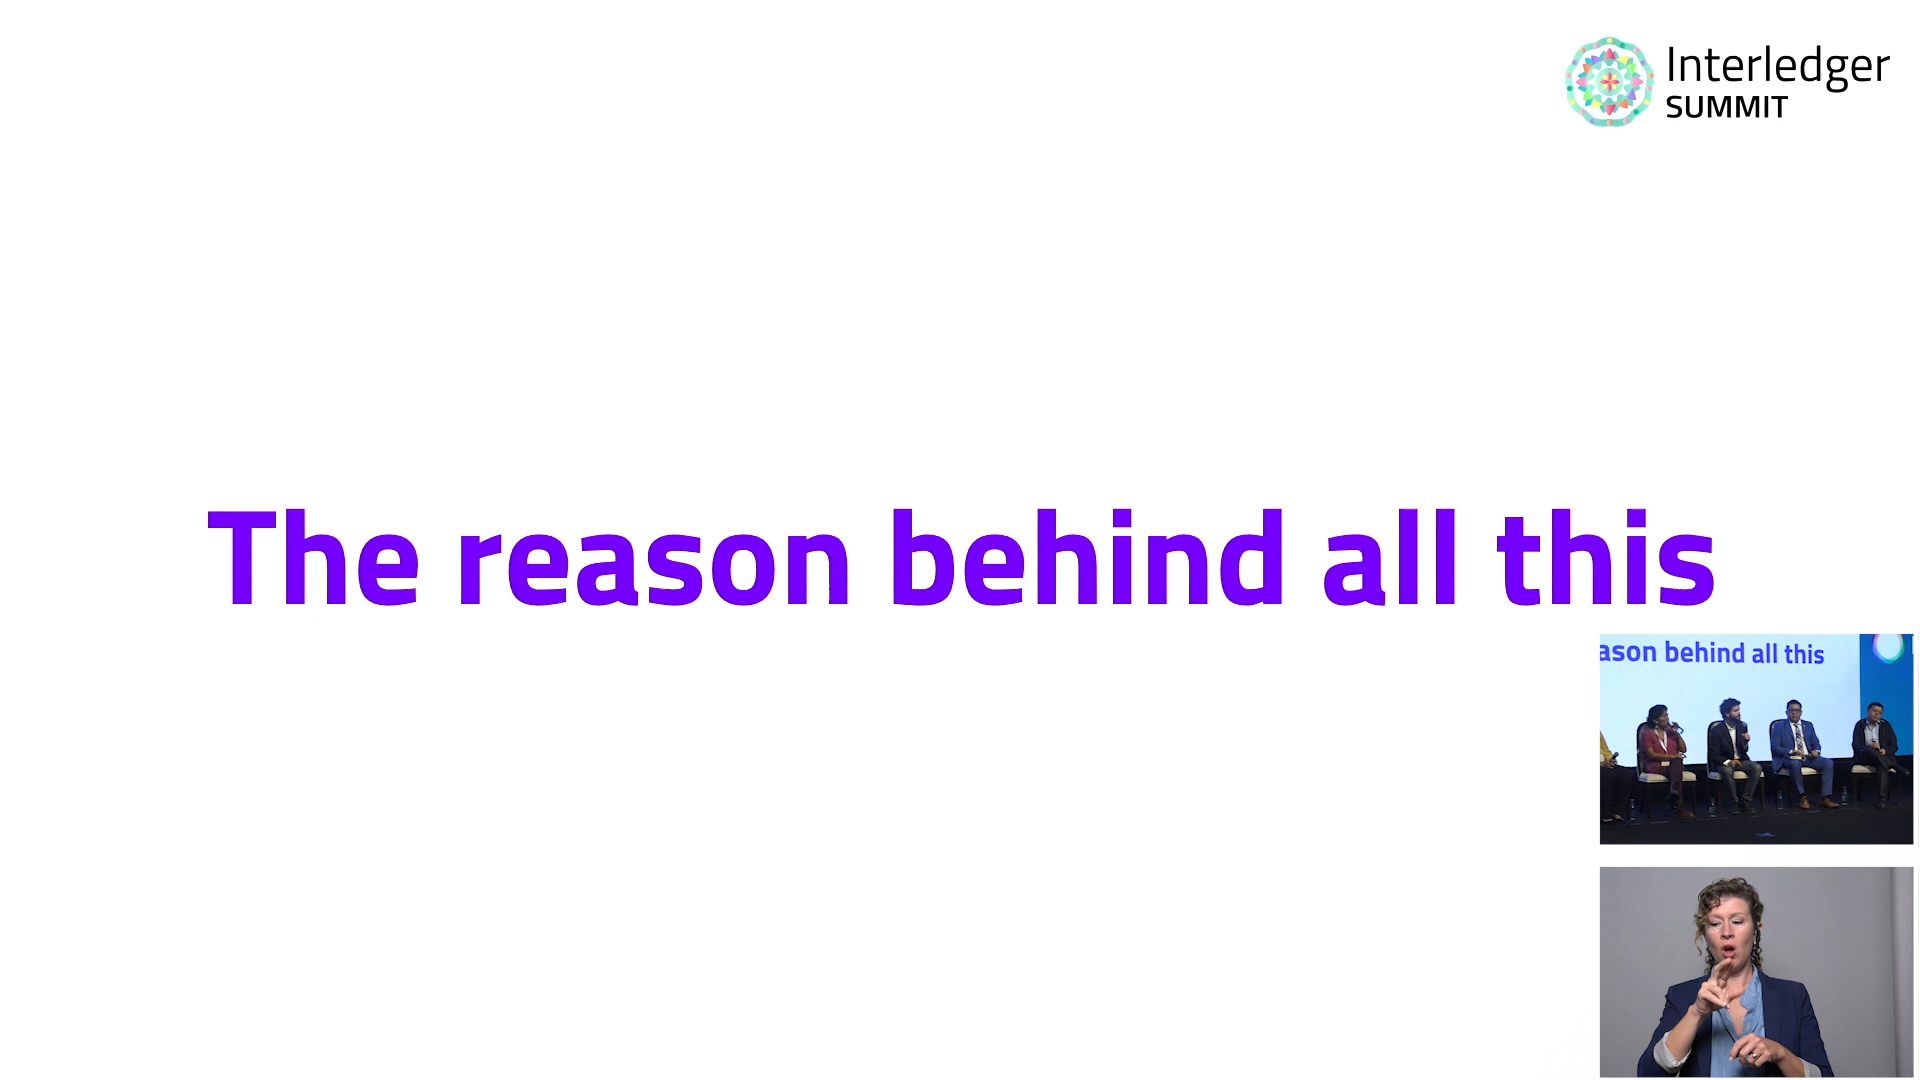 Interledger
SUMMIT
The reason behind all this
ason behind all this